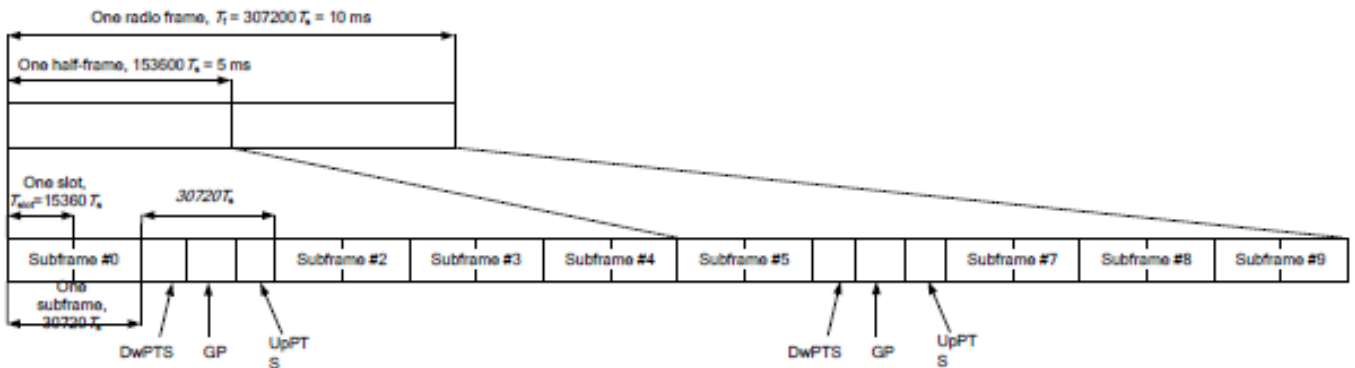 One radio frame, Tf = 307200 Ts = 10 ms
One half-frame, 153600 Ts = 5 ms
One slot,
Tslot=15360 Ts
30720Ts
Subframe #0
Subframe #2
Subframe #3
Subframe #4
Subframe #5
Subframe #7
Subframe #8
Subframe #9
One
subframe,
30720 Ts
DwPTS
GP
UpPT
S
DwPTS
GP
UpPT
S